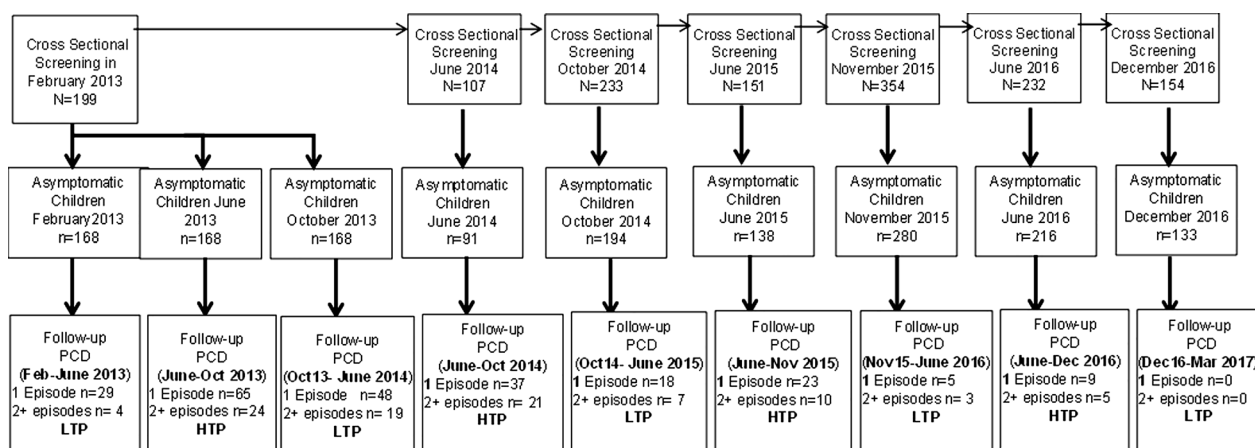 Cross Sectional
Screening in
February 2013
N=199
Cross Sectional
Screening
June 2014
N=107
Cross Sectional
Screening
October 2014
N=233
Cross Sectional
Screening
June 2015
N=151
Cross Sectional
Screening
November 2015
N=354
Cross Sectional
Screening
June 2016
N=232
Cross Sectional
Screening
December 2016
N=154
Asymptomatic
Children
February2013
n=168
Asymptomatic
Children June
2013
n=168
Asymptomatic
Children
October 2013
n=168
Asymptomatic
Children
June 2014
n=91
Asymptomatic
Children
October 2014
n=194
Asymptomatic
Children
June 2015
n=138
Asymptomatic
Children
November 2015
n=280
Asymptomatic
Children
June 2016
n=216
Asymptomatic
Children
December 2016
n=133
Follow-up
PCD
(Feb-June 2013)
1 Episode n=29
2+ episodes n= 4
LTP
Follow-up
PCD
(June-Oct 2013)
1 Episode n=65
2+ episodes n=24
HTP
Follow-up
PCD
(Oct13- June 2014)
1 Episode n=48
2+ episodes n= 19
LTP
Follow-up
PCD
(June-Oct 2014)
1 Episode n=37
2+ episodes n= 21
HTP
Follow-up
PCD
(Oct14- June 2015)
1 Episode n=18
2+ episodes n= 7
LTP
Follow-up
PCD
(June-Nov 2015)
1 Episode n=23
2+ episodes n=10
HTP
Follow-up
PCD
(Nov15-June 2016)
1 Episode n=5
2+ episodes n= 3
LTP
Follow-up
PCD
(June-Dec 2016)
1 Episode n=9
2+ episodes n=5
HTP
Follow-up
PCD
(Dec16-Mar 2017)
1 Episode n=0
2+ episodes n=0
LTP